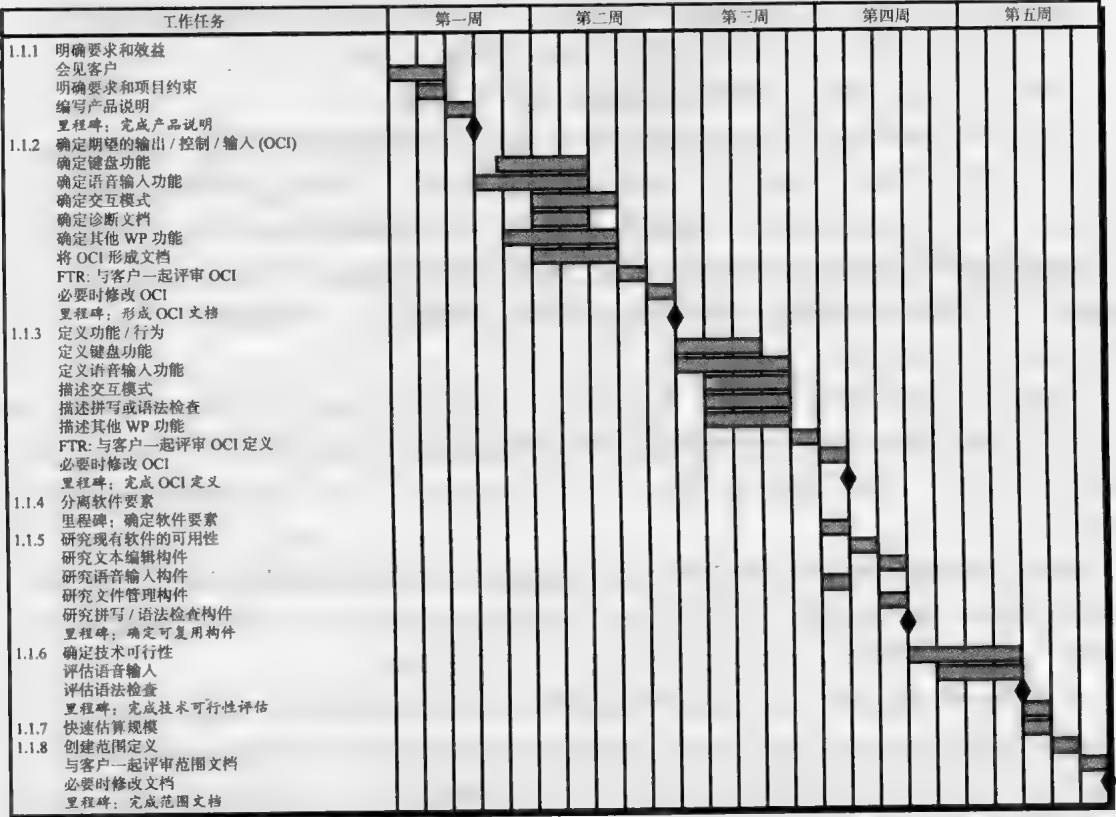 工作任务 第一周 第二周 第三周 第四周 第五周
1.1.1 明确要求和效益
会见客户
明确要求和项目约束
编写产品说明
里程碑：完成产品说明
1.1.2 确定期望的输出 / 控制 / 输入 (OCI)
确定键盘功能
确定语音输入功能
确定交互模式
确定诊断文档
确定其他 WP 功能
将 OCI 形成文档
FTR: 与客户一起评审 OCI
必要时修改 OCI
里程碑：形成 OCI 文档
1.1.3 定义功能 / 行为
定义键盘功能
定义语音输入功能
描述交互模式
描述拼写或语法检查
描述其他 WP 功能
FTR: 与客户一起评审 OCI 定义
必要时修改 OCI
里程碑：完成 OCI 定义
1.1.4 分离软件要素
里程碑：确定软件要素
1.1.5 研究现有软件的可用性
研究文本编辑构件
研究语音输入构件
研究文件管理构件
研究拼写 / 语法检查构件
里程碑：确定可复用构件
1.1.6 确定技术可行性
评估语音输入
评估语法检查
里程碑：完成技术可行性评估
1.1.7 快速估算规模
1.1.8 创建范围定义
与客户一起评审范围文档
必要时修改文档
里程碑：完成范围文档